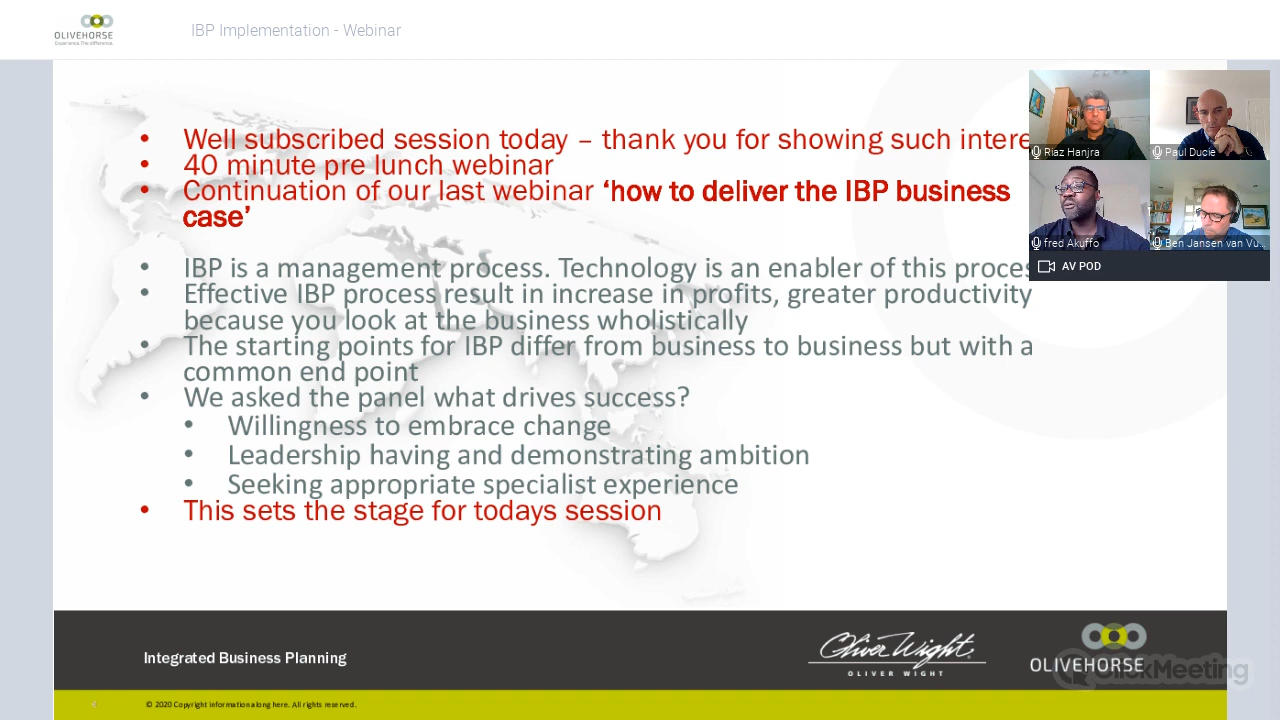 OLIVEHORSE
Experience. The difference.
IBP Implementation - Webinar
• Well subscribed session today – thank you for showing such intere
• 40 minute pre lunch webinar
• Continuation of our last webinar ‘how to deliver the IBP business
case’
• IBP is a management process. Technology is an enabler of this proces
• Effective IBP process result in increase in profits, greater productivity
because you look at the business wholistically
• The starting points for IBP differ from business to business but with a
common end point
• We asked the panel what drives success?
• Willingness to embrace change
• Leadership having and demonstrating ambition
• Seeking appropriate specialist experience
• This sets the stage for todays session
Riaz Hanjra
Paul Ducie
fred Akuffo
Ben Jansen van Vu...
AV POD
Integrated Business Planning
Oliver Wight
OLIVER WIGHT
OLIVEHORSE
ClickMeeting
© 2020 Copyright information along here. All rights reserved.